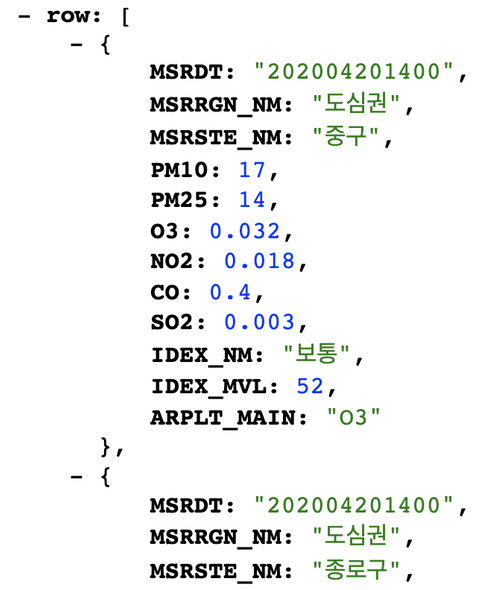 - row: [
- {
MSRDT: "202004201400",
MSRRGN_NM: "도심권",
MSRSTE_NM: "중구",
PM10: 17,
PM25: 14,
O3: 0.032,
NO2: 0.018,
CO: 0.4,
SO2: 0.003,
IDEX_NM: "보통",
IDEX_MVL: 52,
ARPLT_MAIN: "O3"
},
- {
MSRDT: "202004201400",
MSRRGN_NM: "도심권",
MSRSTE_NM: "종로구",